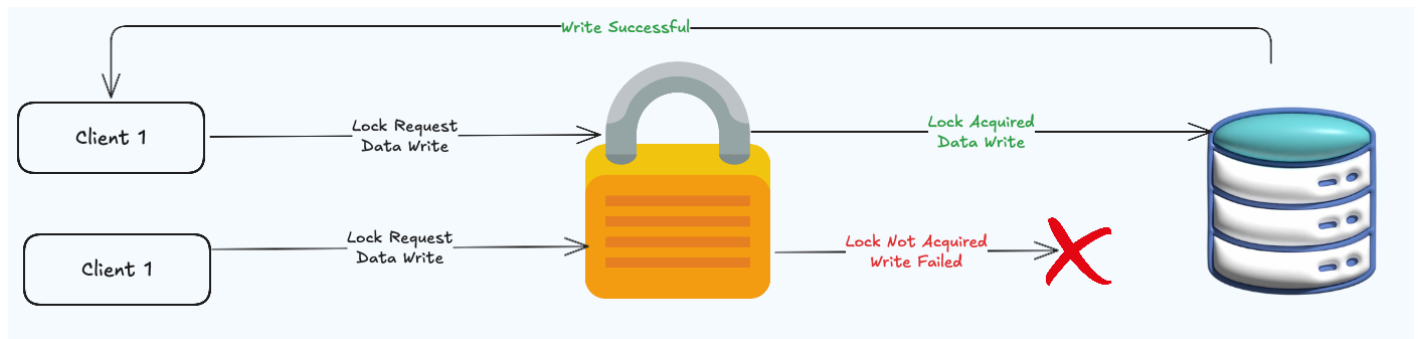 Write Successful
Client 1
Lock Request
Data Write
Lock Acquired
Data Write
Client 1
Lock Request
Data Write
Lock Not Acquired
Write Failed